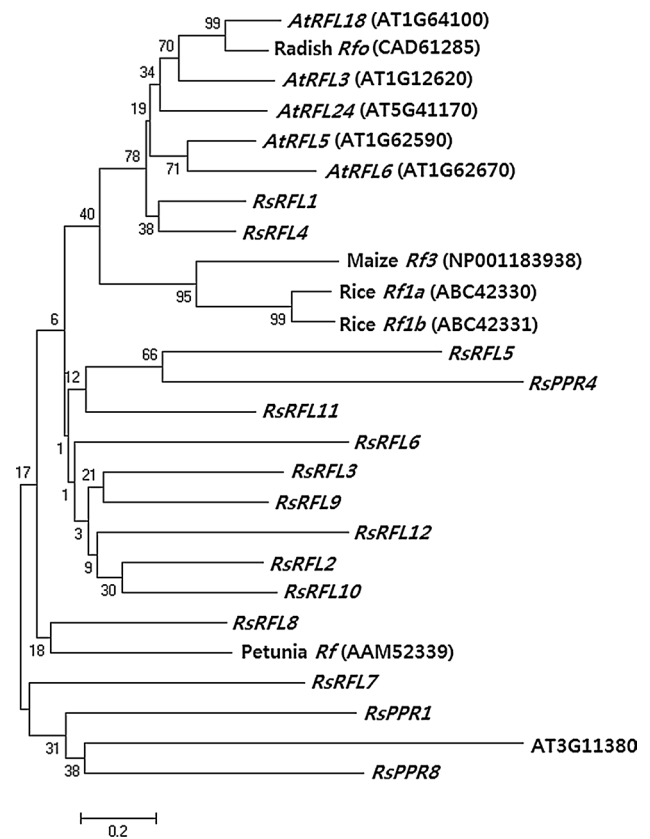 99 AtRFL18 (AT1G64100)
Radish Rfo (CAD61285)
70
34 AtRFL3 (AT1G12620)
19 AtRFL24 (AT5G41170)
AtRFL5 (AT1G62590)
78 71 AtRFL6 (AT1G62670)
RsRFL1
40 38 RsRFL4
Maize Rf3 (NP001183938)
95 Rice Rf1a (ABC42330)
99 Rice Rf1b (ABC42331)
6
66 RsRFL5
12 RsPPR4
RsRFL11
1 RsRFL6
17 21 RsRFL3
1 RsRFL9
3 RsRFL12
9 RsRFL2
30 RsRFL10
RsRFL8
18 Petunia Rf (AAM52339)
RsRFL7
RsPPR1
31 AT3G11380
38 RsPPR8
0.2